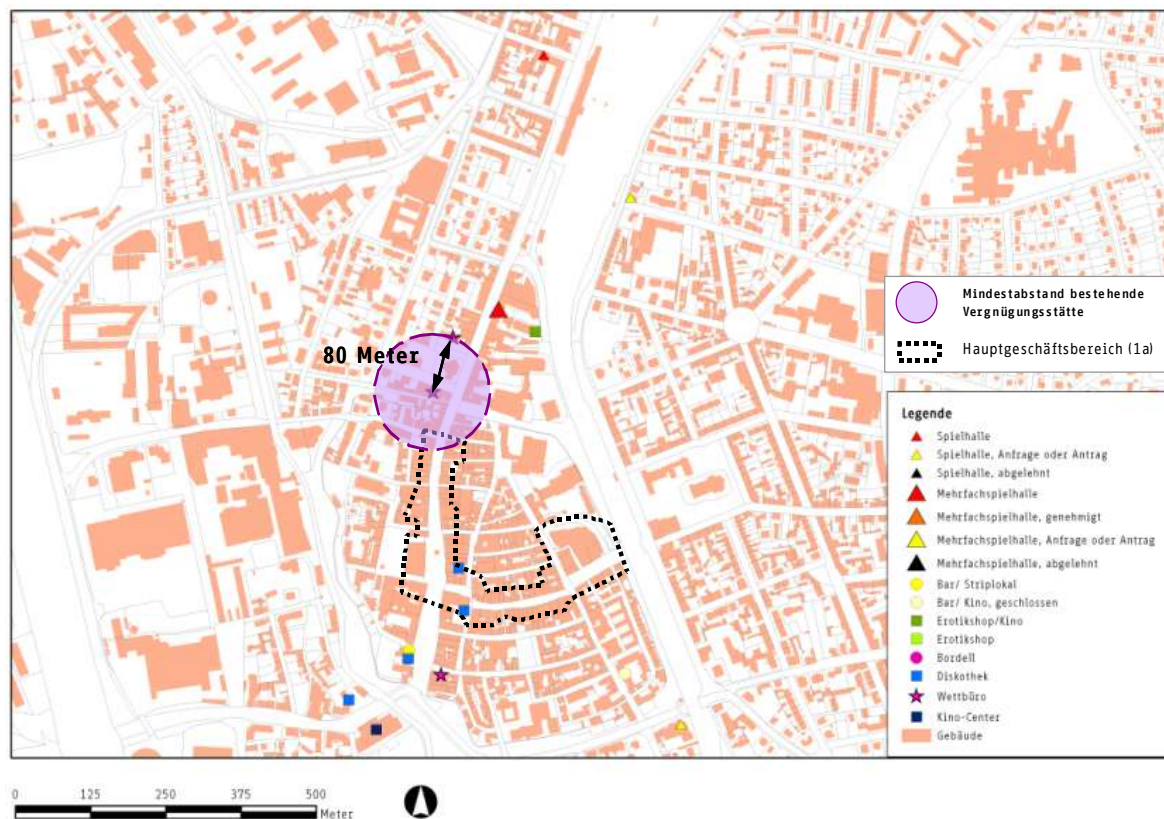 80 Meter
Mindestabstand bestehende
Vergnügungsstätte
Hauptgeschäftsbereich (1a)
Legende
Spielhalle
Spielhalle, Anfrage oder Antrag
Spielhalle, abgelehnt
Mehrfachspielhalle
Mehrfachspielhalle, genehmigt
Mehrfachspielhalle, Anfrage oder Antrag
Mehrfachspielhalle, abgelehnt
Bar/ Striplokal
Bar/ Kino, geschlossen
Erotikshop/Kino
Erotikshop
Bordell
Diskothek
Wettbüro
Kino-Center
Gebäude
0 125 250 375 500
Meter